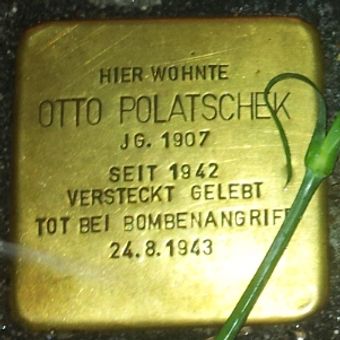 HIER WOHNTE
OTTO POLATSCHEK
JG. 1907
SEIT 1942
VERSTECKT GELEBT
TOT BEI BOMBENANGRIFF
24.8.1943